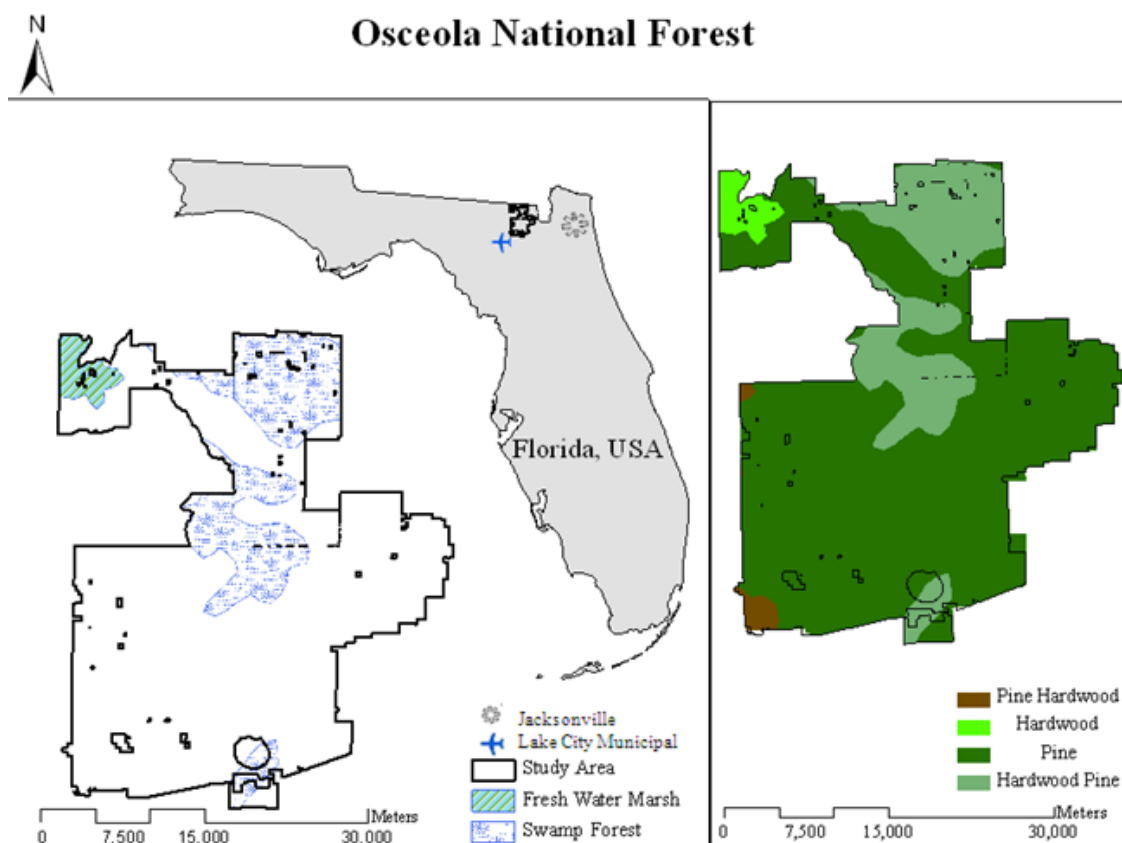 N
Osceola National Forest
Florida, USA
Jacksonville
Lake City Municipal
Study Area
Fresh Water Marsh
Swamp Forest
Meters
0 7,500 15,000 30,000
Pine Hardwood
Hardwood
Pine
Hardwood Pine
Meters
0 7,500 15,000 30,000